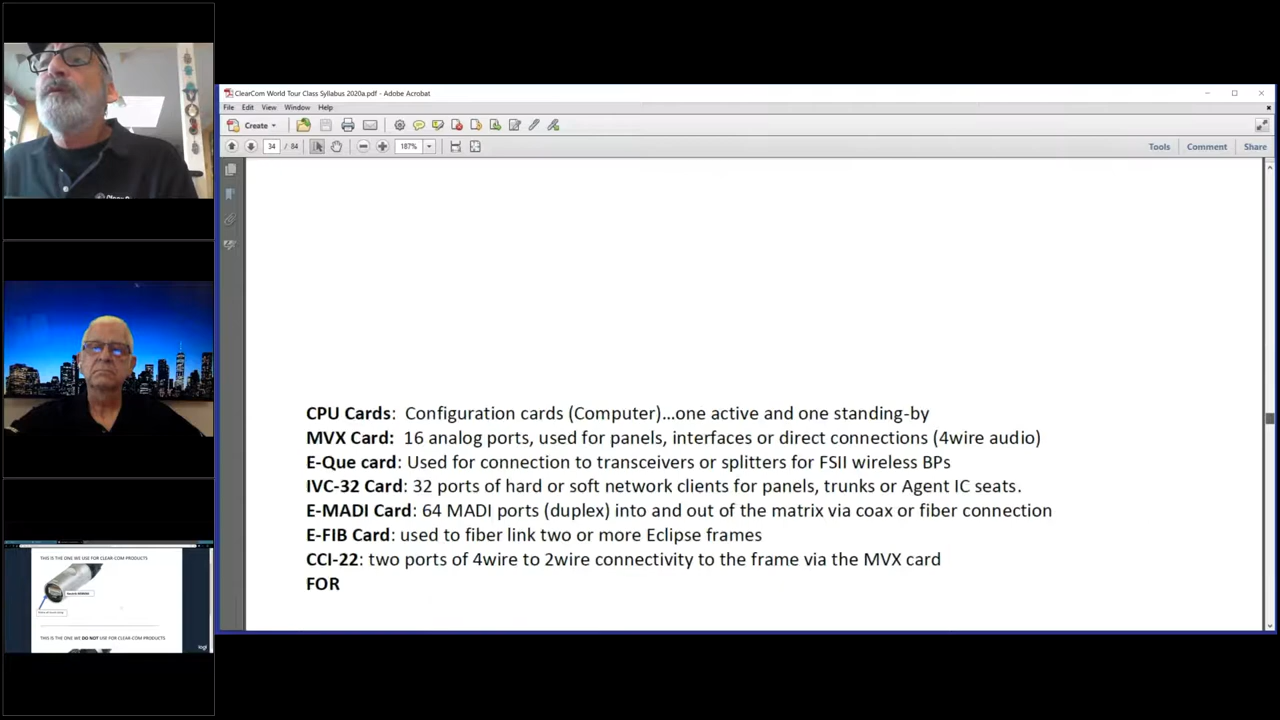 ClearCom World Tour Class Syllabus 2020a.pdf - Adobe Acrobat
File Edit View Window Help
Create
34 / 84 187% Tools Comment Share
CPU Cards: Configuration cards (Computer)...one active and one standing-by
MVX Card: 16 analog ports, used for panels, interfaces or direct connections (4wire audio)
E-Que card: Used for connection to transceivers or splitters for FSII wireless BPs
IVC-32 Card: 32 ports of hard or soft network clients for panels, trunks or Agent IC seats.
E-MADI Card: 64 MADI ports (duplex) into and out of the matrix via coax or fiber connection
E-FIB Card: used to fiber link two or more Eclipse frames
CCI-22: two ports of 4wire to 2wire connectivity to the frame via the MVX card
FOR
THIS IS THE ONE WE USE FOR CLEAR-COM PRODUCTS
THIS IS THE ONE WE DO NOT USE FOR CLEAR-COM PRODUCTS
logi